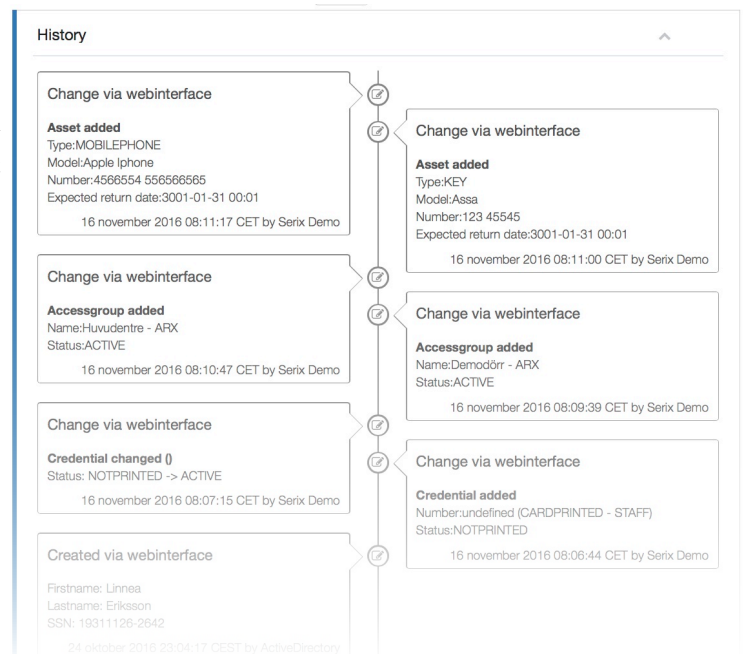 History
Change via webinterface
Asset added
Type:MOBILEPHONE
Model:Apple Iphone
Number:4566554 556566565
Expected return date:3001-01-31 00:01
16 november 2016 08:11:17 CET by Serix Demo
Change via webinterface
Asset added
Type:KEY
Model:Assa
Number:123 45545
Expected return date:3001-01-31 00:01
16 november 2016 08:11:00 CET by Serix Demo
Change via webinterface
Accessgroup added
Name:Huvudentre - ARX
Status:ACTIVE
16 november 2016 08:10:47 CET by Serix Demo
Change via webinterface
Accessgroup added
Name:Demodörr - ARX
Status:ACTIVE
16 november 2016 08:09:39 CET by Serix Demo
Change via webinterface
Credential changed ()
Status: NOTPRINTED -> ACTIVE
16 november 2016 08:07:15 CET by Serix Demo
Change via webinterface
Credential added
Number:undefined (CARDPRINTED - STAFF)
Status:NOTPRINTED
16 november 2016 08:06:44 CET by Serix Demo
Created via webinterface
Firstname: Linnea
Lastname: Eriksson
SSN: 19311126-2642
24 oktober 2016 23:04:17 CEST by ActiveDirectory